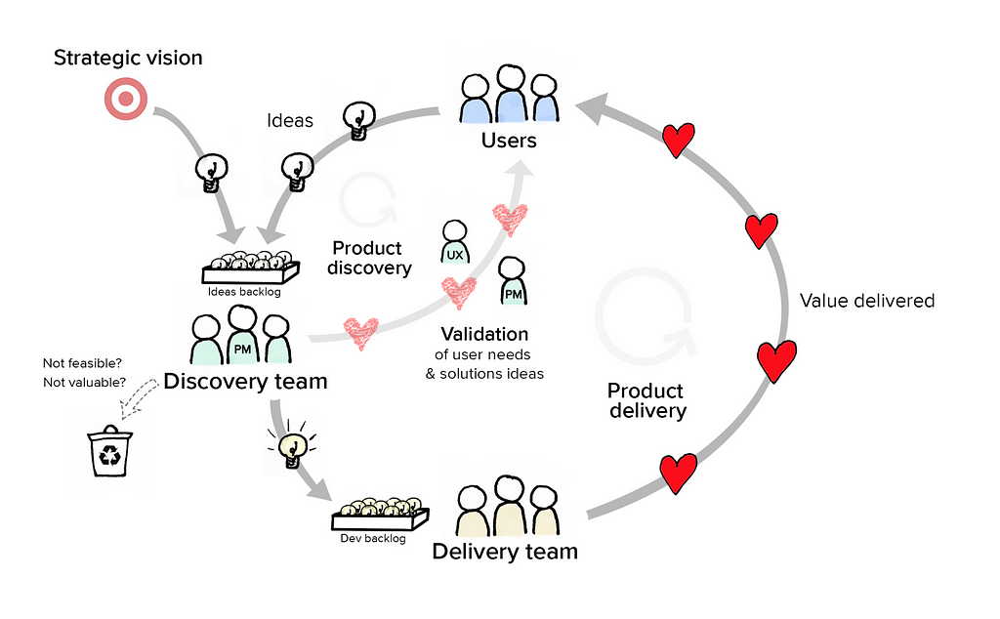 Strategic vision
Ideas
Users
Product
discovery
UX
PM
Ideas backlog
PM
Validation
of user needs
& solutions ideas
Value delivered
Not feasible?
Not valuable?
Discovery team
Product
delivery
Dev backlog
Delivery team